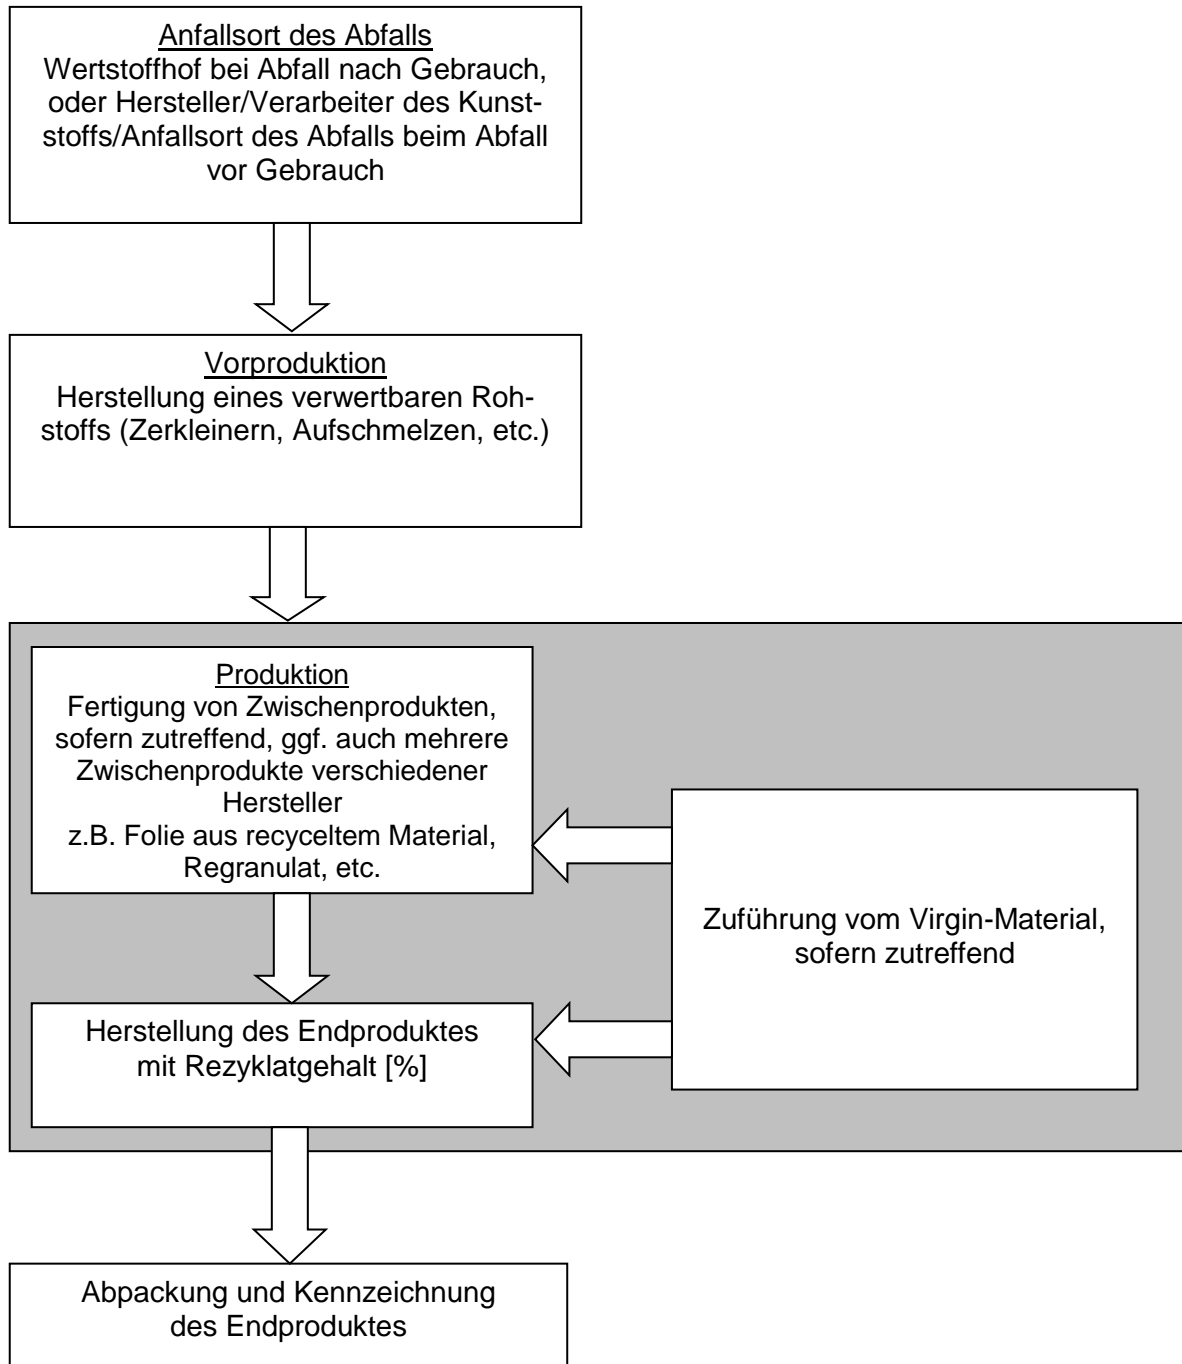 Anfallsort des Abfalls
Wertstoffhof bei Abfall nach Gebrauch,
oder Hersteller/Verarbeiter des Kunst-
stoffs/Anfallsort des Abfalls beim Abfall
vor Gebrauch
Vorproduktion
Herstellung eines verwertbaren Roh-
stoffs (Zerkleinern, Aufschmelzen, etc.)
Produktion
Fertigung von Zwischenprodukten,
sofern zutreffend, ggf. auch mehrere
Zwischenprodukte verschiedener
Hersteller
z.B. Folie aus recyceltem Material,
Regranulat, etc.
Zuführung vom Virgin-Material,
sofern zutreffend
Herstellung des Endproduktes
mit Rezyklatgehalt [%]
Abpackung und Kennzeichnung
des Endproduktes